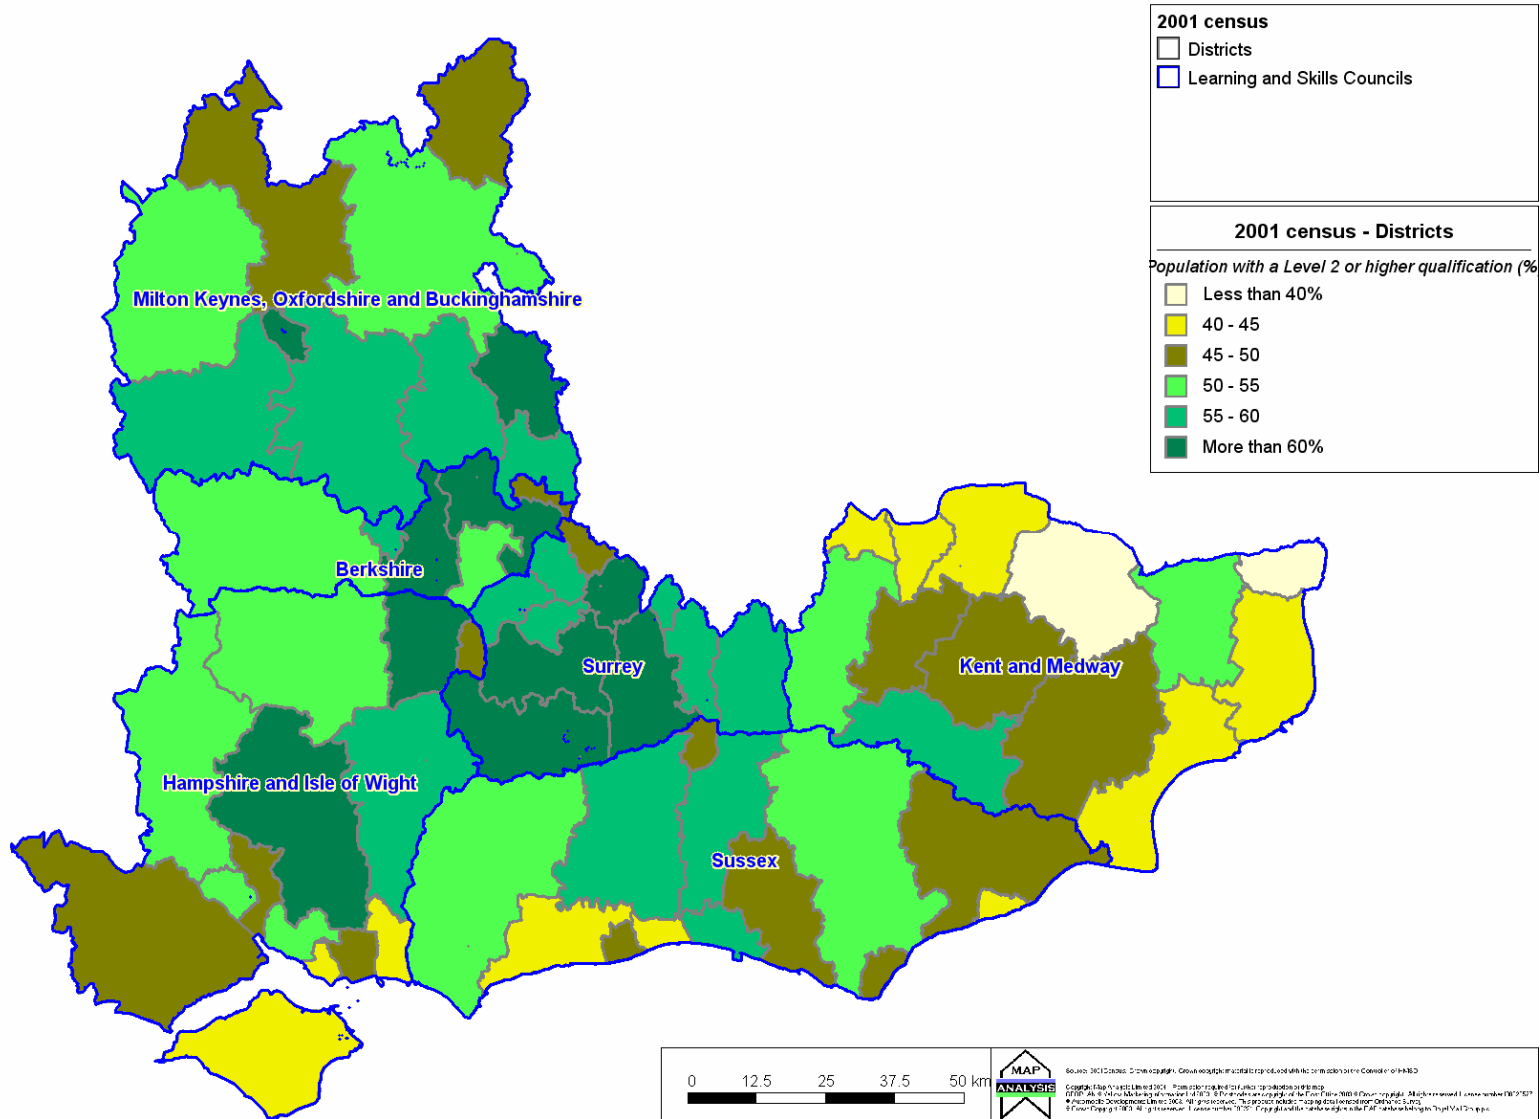 2001 census
Districts
Learning and Skills Councils
2001 census - Districts
Population with a Level 2 or higher qualification (%
Less than 40%
40 - 45
45 - 50
50 - 55
55 - 60
More than 60%
Milton Keynes, Oxfordshire and Buckinghamshire
Berkshire
Surrey
Kent and Medway
Hampshire and Isle of Wight
Sussex
0 12.5 25 37.5 50 km
MAP
ANALYSIS